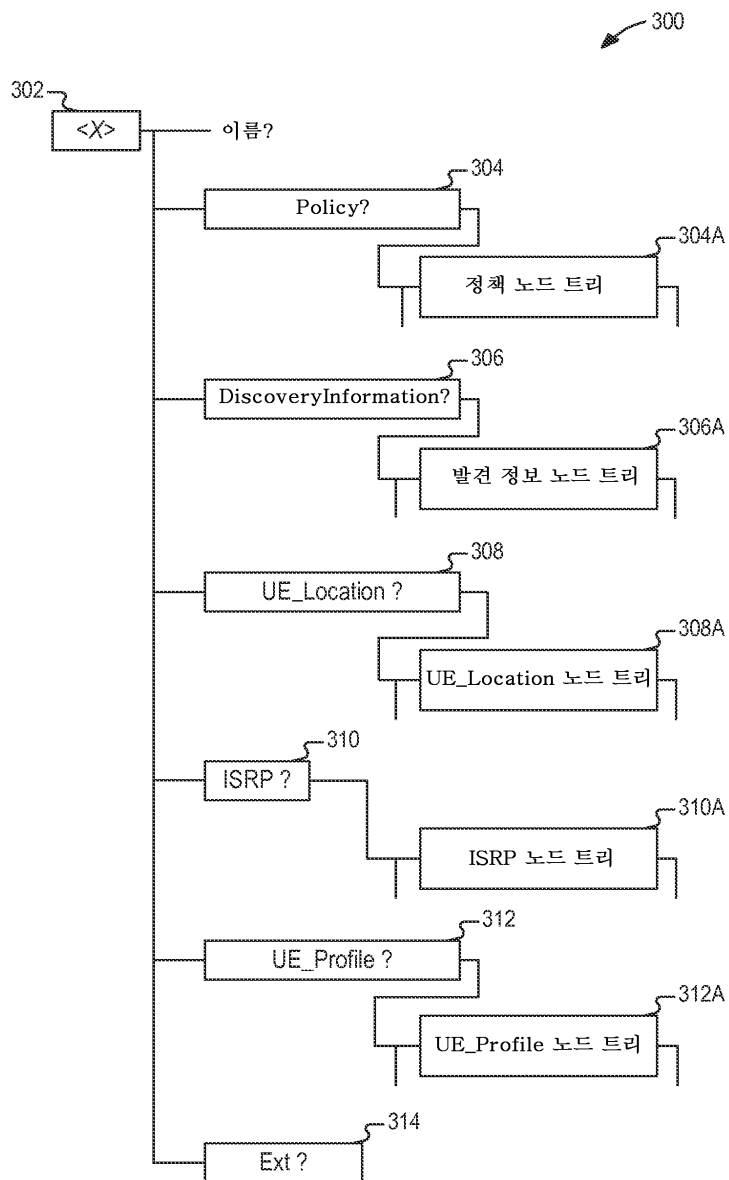 300
302
<X>
이름?
304
Policy?
304A
정책 노드 트리
306
DiscoveryInformation?
306A
발견 정보 노드 트리
308
UE_Location ?
308A
UE_Location 노드 트리
310
ISRP ?
310A
ISRP 노드 트리
312
UE_Profile ?
312A
UE_Profile 노드 트리
314
Ext ?